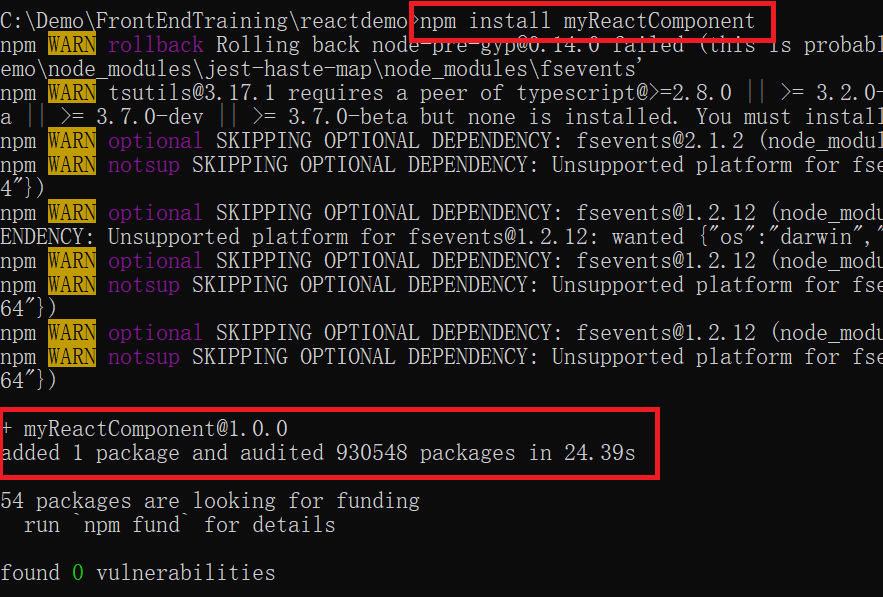 C:\Demo\FrontEndTraining\reactdemo>npm install myReactComponent
npm WARN rollback Rolling back node-pre-gyp@0.14.0 failed (this is probabl
emo\node_modules\jest-haste-map\node_modules\fsevents'
npm WARN tsutils@3.17.1 requires a peer of typescript@>=2.8.0 || >= 3.2.0-
a || >= 3.7.0-dev || >= 3.7.0-beta but none is installed. You must install
npm WARN optional SKIPPING OPTIONAL DEPENDENCY: fsevents@2.1.2 (node_modul
npm WARN notsup SKIPPING OPTIONAL DEPENDENCY: Unsupported platform for fse
4"})
npm WARN optional SKIPPING OPTIONAL DEPENDENCY: fsevents@1.2.12 (node_modu
ENDENCY: Unsupported platform for fsevents@1.2.12: wanted {"os":"darwin","
npm WARN optional SKIPPING OPTIONAL DEPENDENCY: fsevents@1.2.12 (node_modu
npm WARN notsup SKIPPING OPTIONAL DEPENDENCY: Unsupported platform for fse
64"})
npm WARN optional SKIPPING OPTIONAL DEPENDENCY: fsevents@1.2.12 (node_modu
npm WARN notsup SKIPPING OPTIONAL DEPENDENCY: Unsupported platform for fse
64"})
+ myReactComponent@1.0.0
added 1 package and audited 930548 packages in 24.39s
54 packages are looking for funding
run `npm fund` for details
found 0 vulnerabilities